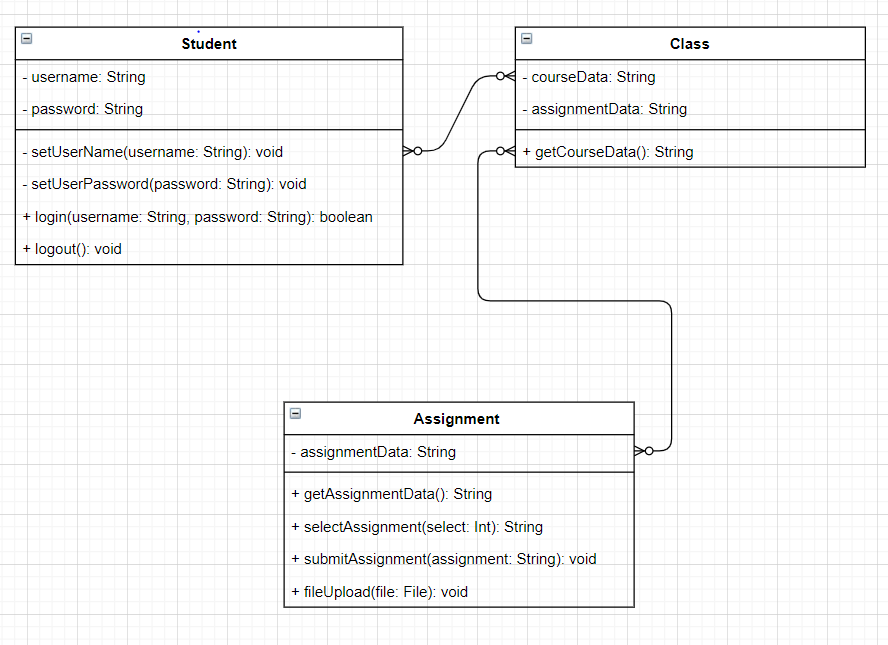 Student
- username: String
- password: String
- setUserName(username: String): void
- setUserPassword(password: String): void
+ login(username: String, password: String): boolean
+ logout(): void
Class
- courseData: String
- assignmentData: String
+ getCourseData(): String
Assignment
- assignmentData: String
+ getAssignmentData(): String
+ selectAssignment(select: Int): String
+ submitAssignment(assignment: String): void
+ fileUpload(file: File): void